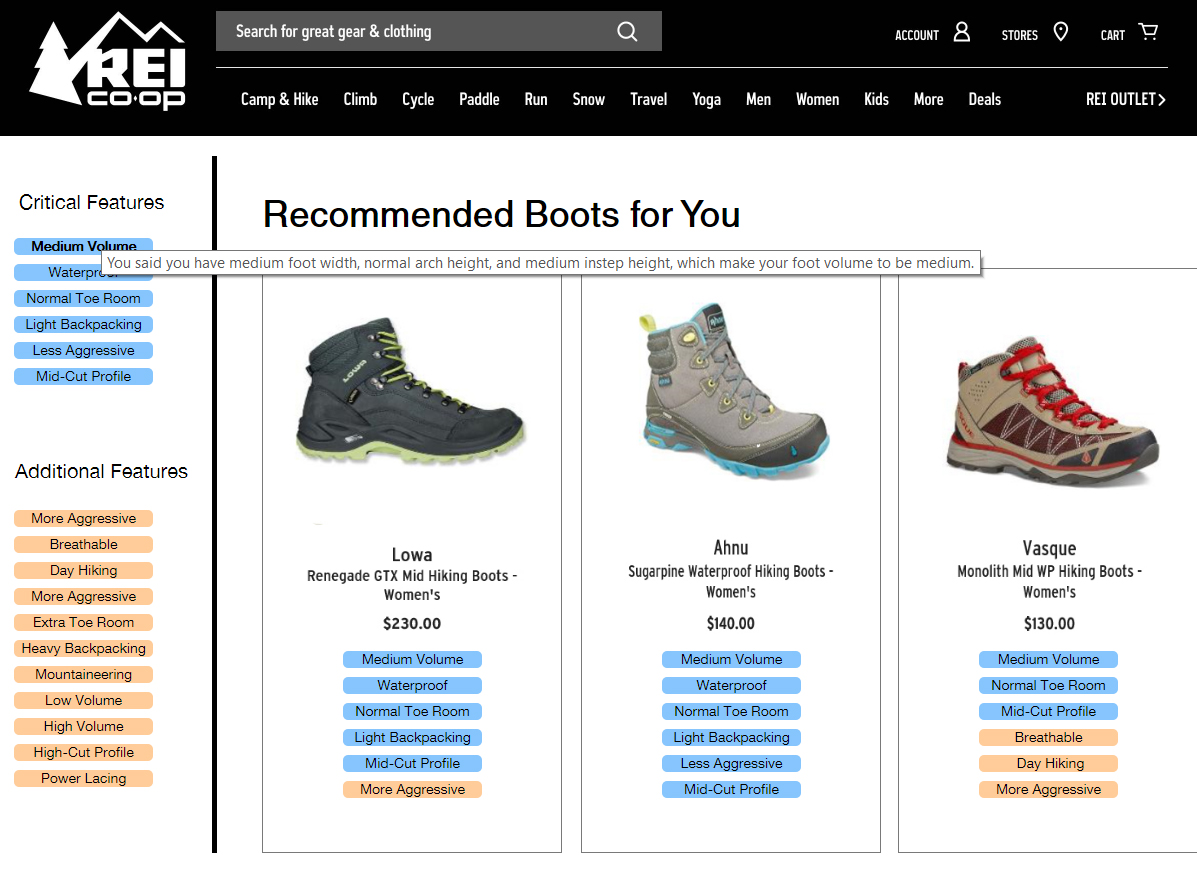 REI
CO·OP
Search for great gear & clothing
ACCOUNT
STORES
CART
Camp & Hike
Climb
Cycle
Paddle
Run
Snow
Travel
Yoga
Men
Women
Kids
More
Deals
REI OUTLET
Critical Features
Medium Volume
Waterproof
Normal Toe Room
Light Backpacking
Less Aggressive
Mid-Cut Profile
Additional Features
More Aggressive
Breathable
Day Hiking
More Aggressive
Extra Toe Room
Heavy Backpacking
Mountaineering
Low Volume
High Volume
High-Cut Profile
Power Lacing
Recommended Boots for You
You said you have medium foot width, normal arch height, and medium instep height, which make your foot volume to be medium.
LOWA
Lowa
Renegade GTX Mid Hiking Boots -
Women's
$230.00
Medium Volume
Waterproof
Normal Toe Room
Light Backpacking
Mid-Cut Profile
More Aggressive
Ahnu
Ahnu
Sugarpine Waterproof Hiking Boots -
Women's
$140.00
Medium Volume
Waterproof
Normal Toe Room
Light Backpacking
Less Aggressive
Mid-Cut Profile
Vasque
Monolith Mid WP Hiking Boots -
Women's
$130.00
Medium Volume
Normal Toe Room
Mid-Cut Profile
Breathable
Day Hiking
More Aggressive